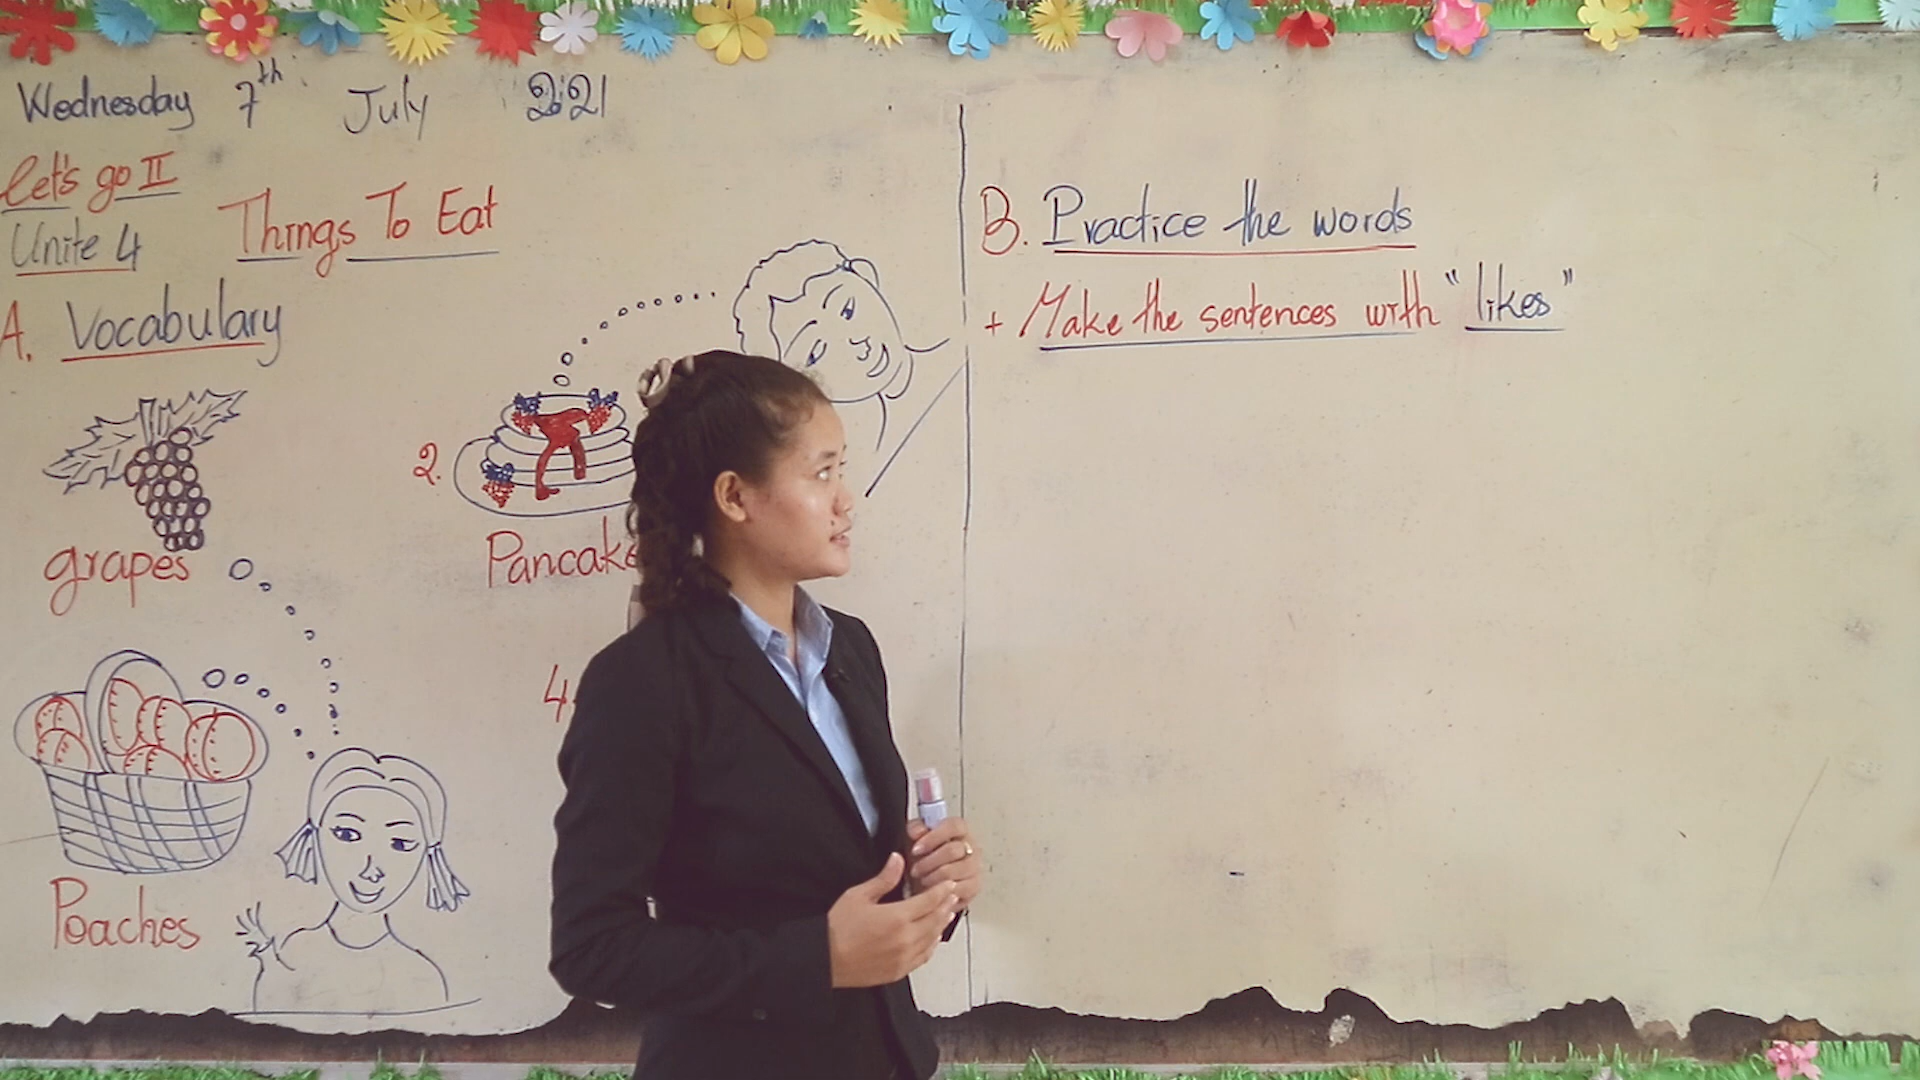 Wednesday 7th July 2021
Let's go II
Unite 4 Things To Eat
A. Vocabulary
grapes
2.
Pancake
Poaches
4.
B. Practice the words
+ Make the sentences with "likes"